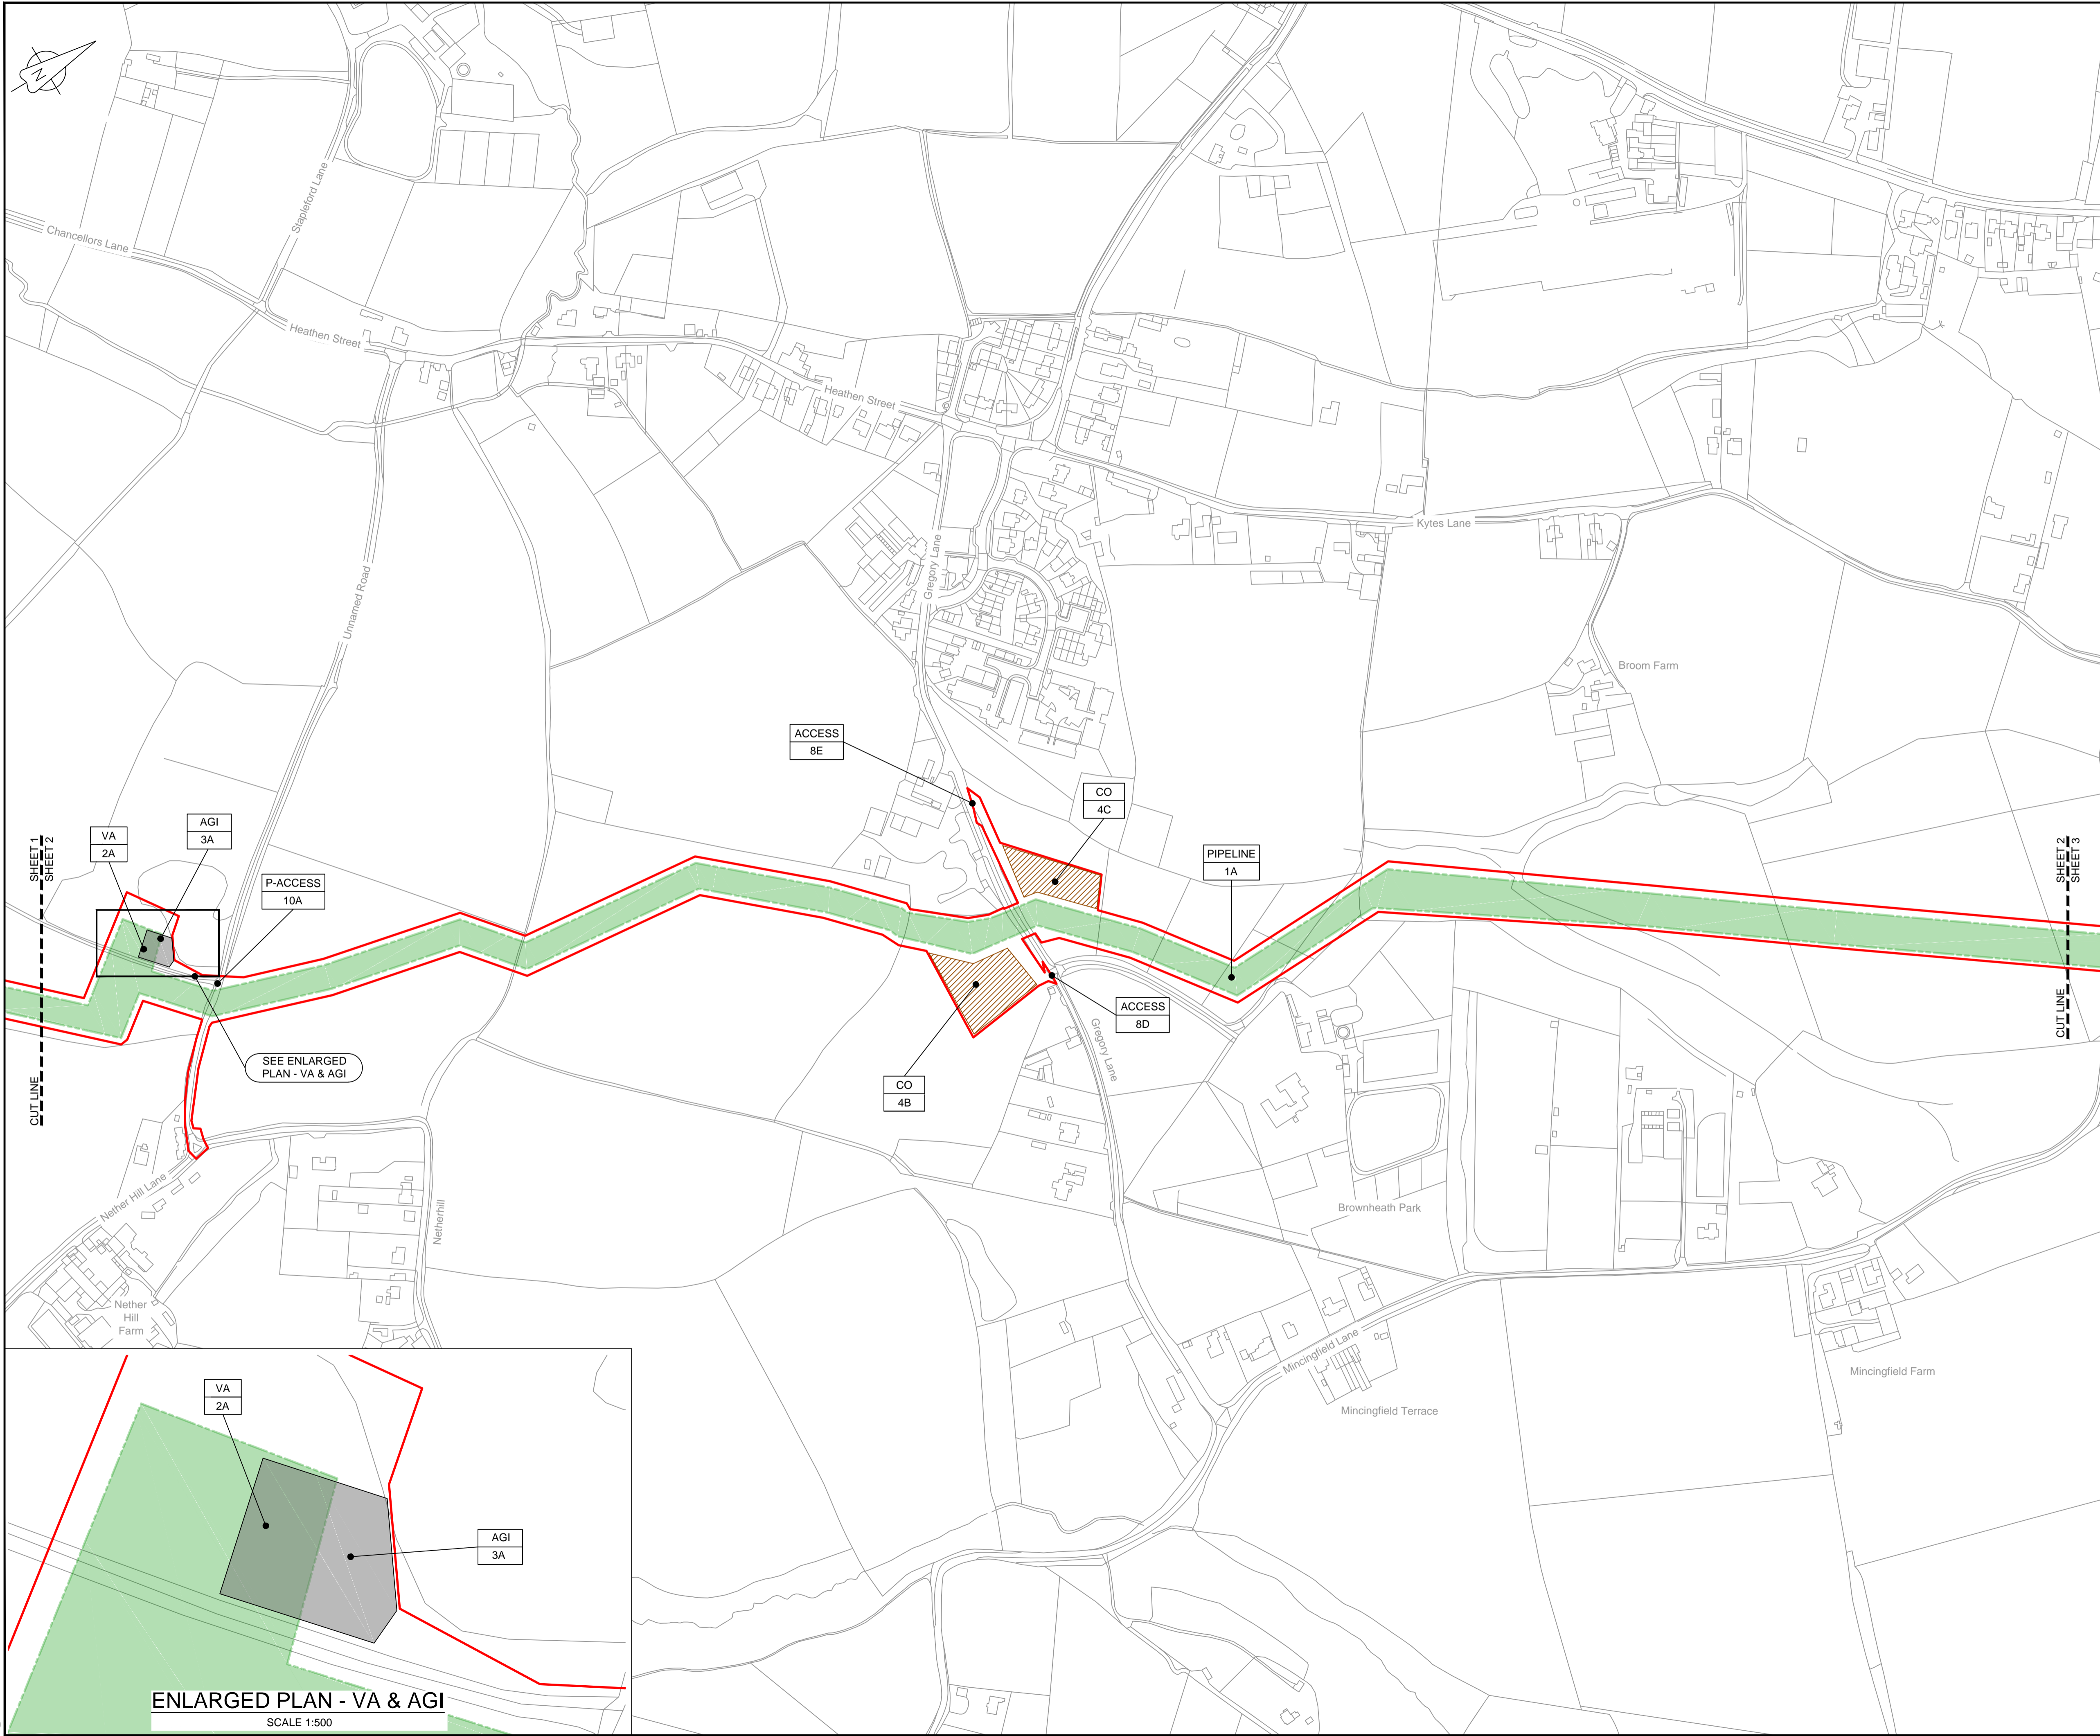 N
Stapleford Lane
Chancellors Lane
Heathen Street
Heathen Street
Gregory Lane
Kytes Lane
Unnamed Road
Broom Farm
ACCESS
8E
CO
4C
AGI
3A
VA
2A
SHEET 1
SHEET 2
P-ACCESS
10A
PIPELINE
1A
SHEET 2
SHEET 3
ACCESS
8D
Gregory Lane
CUT LINE
SEE ENLARGED
PLAN - VA & AGI
CO
4B
CUT LINE
Nether Hill Lane
Netherhill
Brownheath Park
Nether
Hill
Farm
Mincingfield Lane
Mincingfield Farm
Mincingfield Terrace
VA
2A
AGI
3A
ENLARGED PLAN - VA & AGI
SCALE 1:500